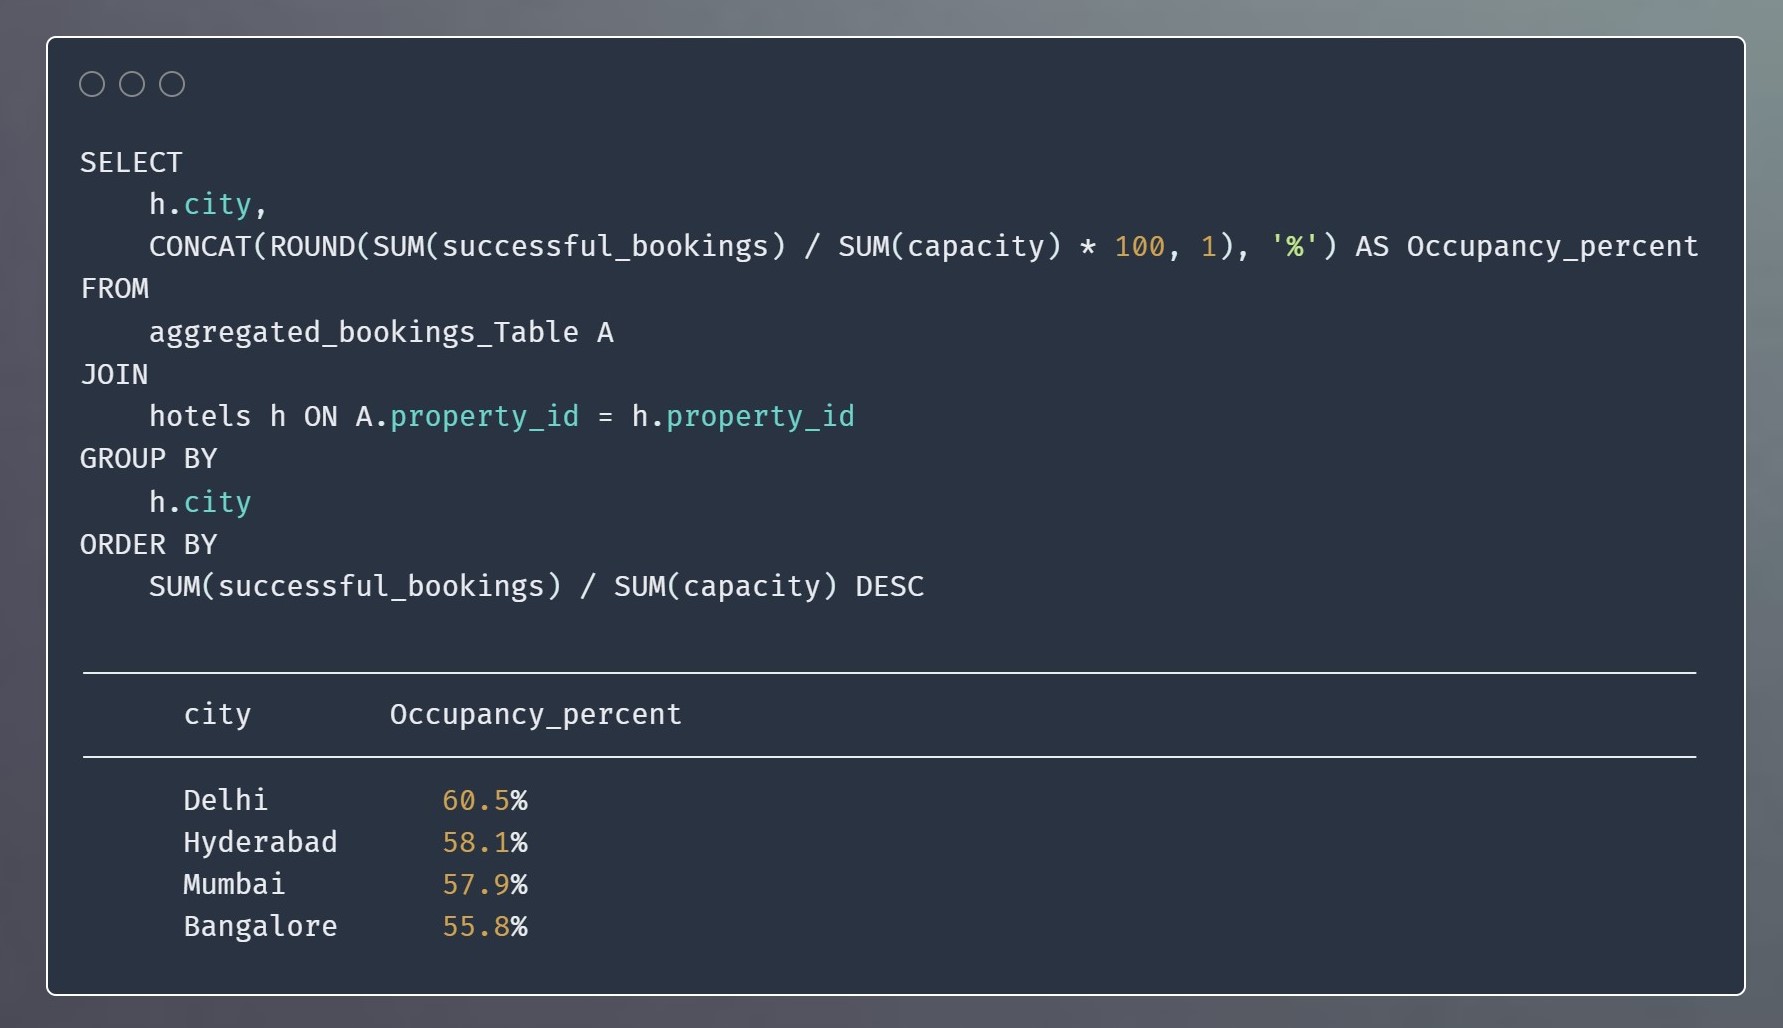 SELECT
    h.city,
    CONCAT(ROUND(SUM(successful_bookings) / SUM(capacity) * 100, 1), '%') AS Occupancy_percent
FROM
    aggregated_bookings_Table A
JOIN
    hotels h ON A.property_id = h.property_id
GROUP BY
    h.city
ORDER BY
    SUM(successful_bookings) / SUM(capacity) DESC
city Occupancy_percent
Delhi 60.5%
Hyderabad 58.1%
Mumbai 57.9%
Bangalore 55.8%